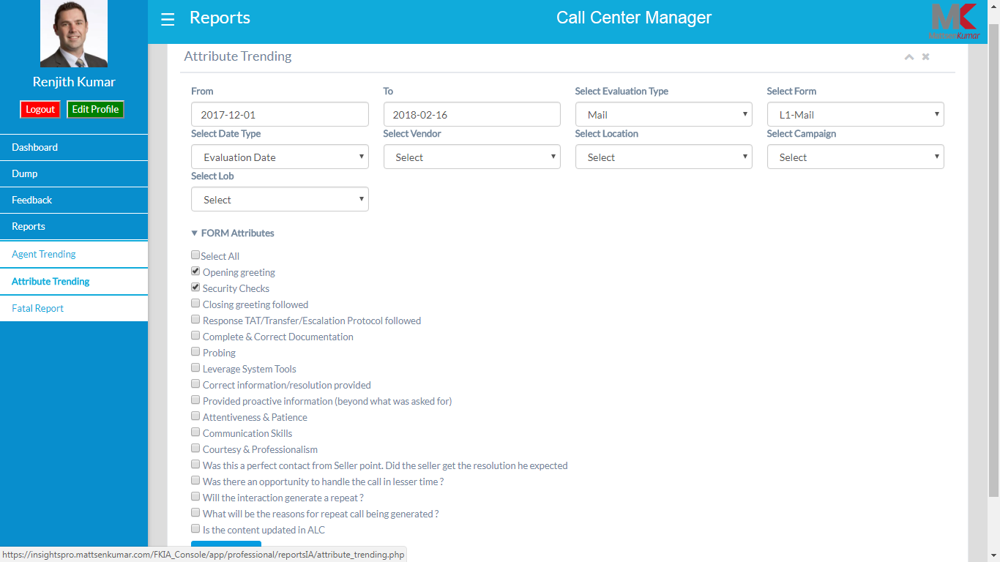 Reports
Call Center Manager
MK
MattsenKumar
Renjith Kumar
Logout Edit Profile
Dashboard
Dump
Feedback
Reports
Agent Trending
Attribute Trending
Fatal Report
Attribute Trending
From To Select Evaluation Type Select Form
2017-12-01 2018-02-16 Mail L1-Mail
Select Date Type Select Vendor Select Location Select Campaign
Evaluation Date Select Select Select
Select Lob
Select
FORM Attributes
Select All
Opening greeting
Security Checks
Closing greeting followed
Response TAT/Transfer/Escalation Protocol followed
Complete & Correct Documentation
Probing
Leverage System Tools
Correct information/resolution provided
Provided proactive information (beyond what was asked for)
Attentiveness & Patience
Communication Skills
Courtesy & Professionalism
Was this a perfect contact from Seller point. Did the seller get the resolution he expected
Was there an opportunity to handle the call in lesser time ?
Will the interaction generate a repeat ?
What will be the reasons for repeat call being generated ?
Is the content updated in ALC
https://insightspro.mattsenkumar.com/FKIA_Console/app/professional/reportsIA/attribute_trending.php